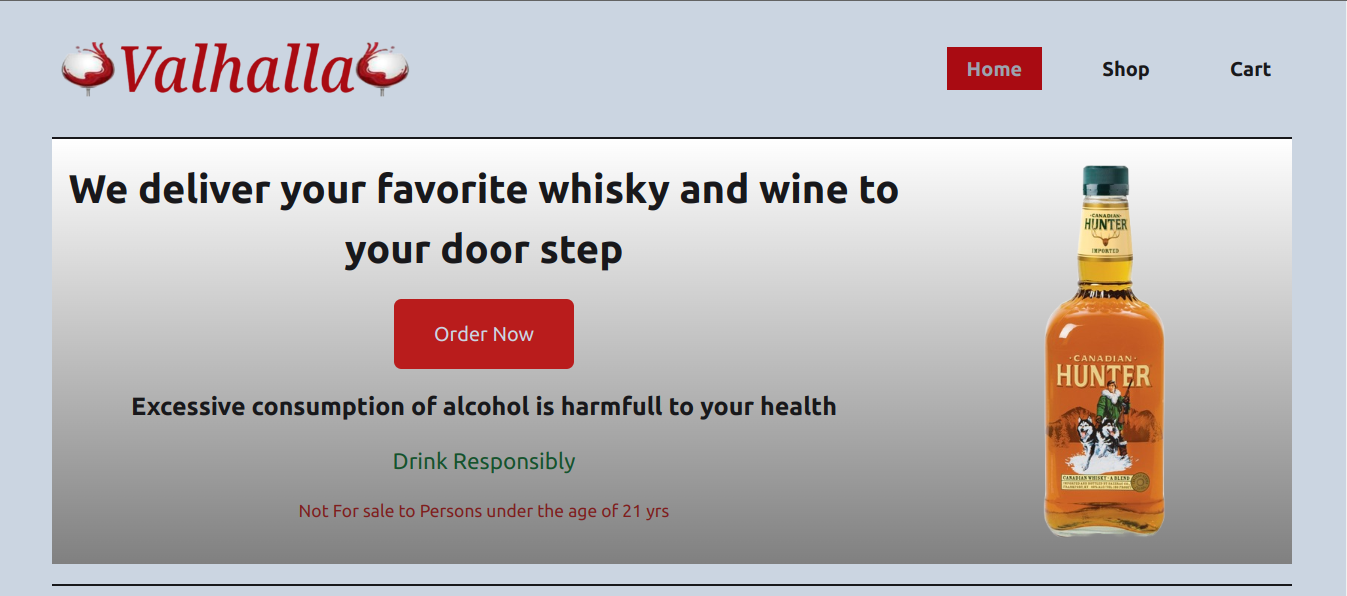 Valhalla
Home
Shop
Cart
We deliver your favorite whisky and wine to
your door step
Order Now
Excessive consumption of alcohol is harmfull to your health
Drink Responsibly
Not For sale to Persons under the age of 21 yrs
·CANADIAN·
HUNTER
IMPORTED
·CANADIAN·
HUNTER
CANADIAN WHISKY · A BLEND